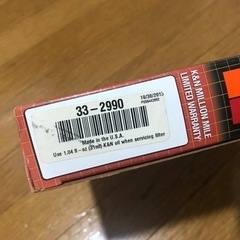 33-2990
10/30/2015
Made in the U.S.A.
Use 1.04 fl-oz (31ml) K&N oil when servicing filter
K&N MILLION MILE
LIMITED WARRANTY*